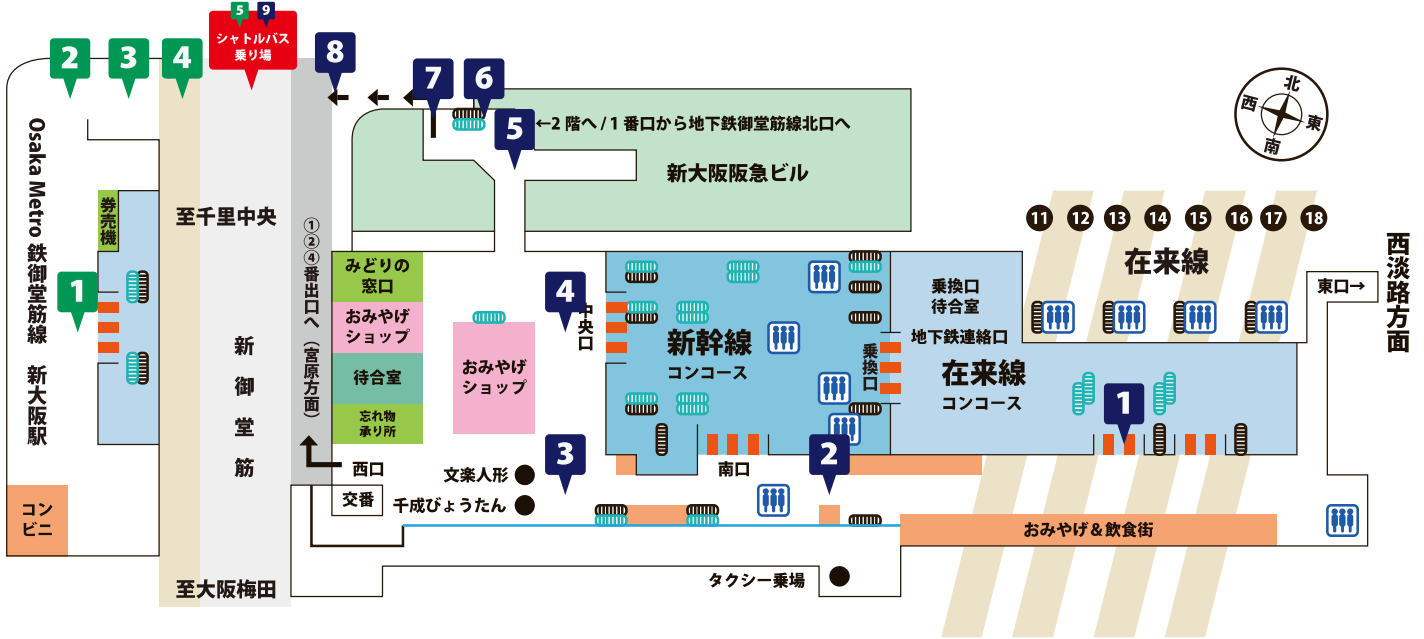 5
9
シャトルバス
乗り場
2
3
4
8
7
6
5
←2 階へ / 1 番口から地下鉄御堂筋線北口へ
新大阪阪急ビル
北
東
南
西
Osaka Metro 鉄御堂筋線 新大阪駅
券売機
1
コン
ビニ
至千里中央
新御堂筋
至大阪梅田
①②④番出口へ（宮原方面）
みどりの
窓口
おみやげ
ショップ
待合室
忘れ物
承り所
おみやげ
ショップ
西口
交番
文楽人形
千成びょうたん
3
4
中央口
新幹線
コンコース
南口
2
乗換口
乗換口
待合室
地下鉄連絡口
在来線
コンコース
1
11
12
13
14
15
16
17
18
在来線
東口→
西淡路方面
おみやげ＆飲食街
タクシー乗場